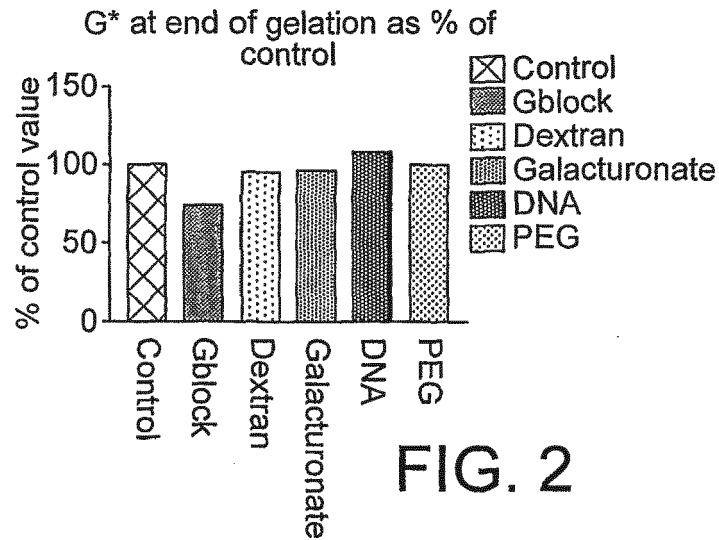 G* at end of gelation as % of
control
% of control value
150
100
50
0
Control
Gblock
Dextran
Galacturonate
DNA
PEG
Control
Gblock
Dextran
Galacturonate
DNA
PEG
FIG. 2